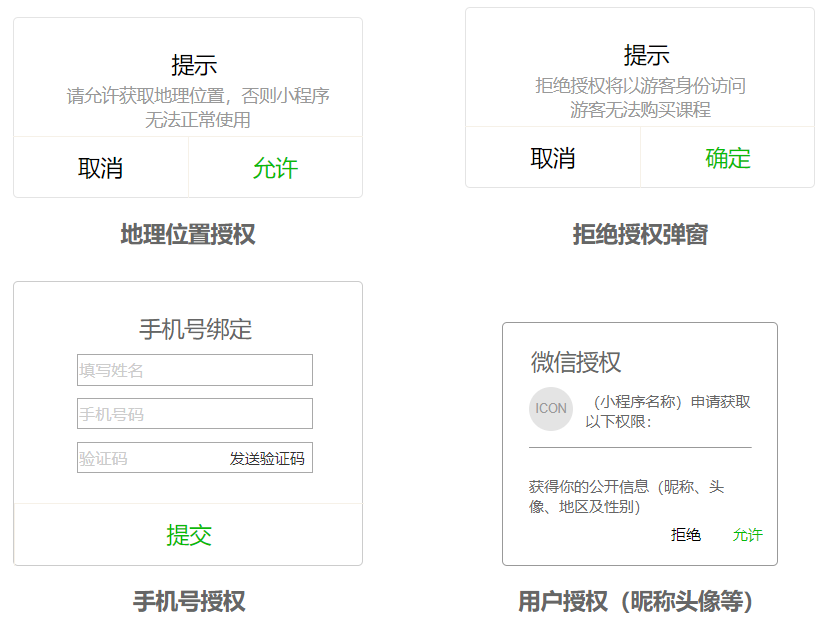 提示
请允许获取地理位置，否则小程序
无法正常使用
取消
允许
地理位置授权
提示
拒绝授权将以游客身份访问
游客无法购买课程
取消
确定
拒绝授权弹窗
手机号绑定
填写姓名
手机号码
验证码
发送验证码
提交
手机号授权
微信授权
ICON
（小程序名称）申请获取
以下权限：
获得你的公开信息（昵称、头
像、地区及性别）
拒绝
允许
用户授权（昵称头像等）